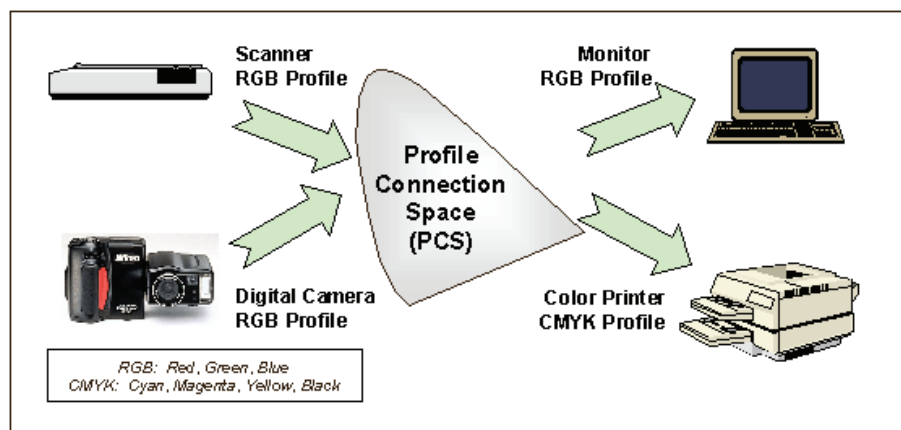 Scanner
RGB Profile
Monitor
RGB Profile
Profile
Connection
Space
(PCS)
Nikon
Digital Camera
RGB Profile
Color Printer
CMYK Profile
RGB: Red, Green, Blue
CMYK: Cyan, Magenta, Yellow, Black